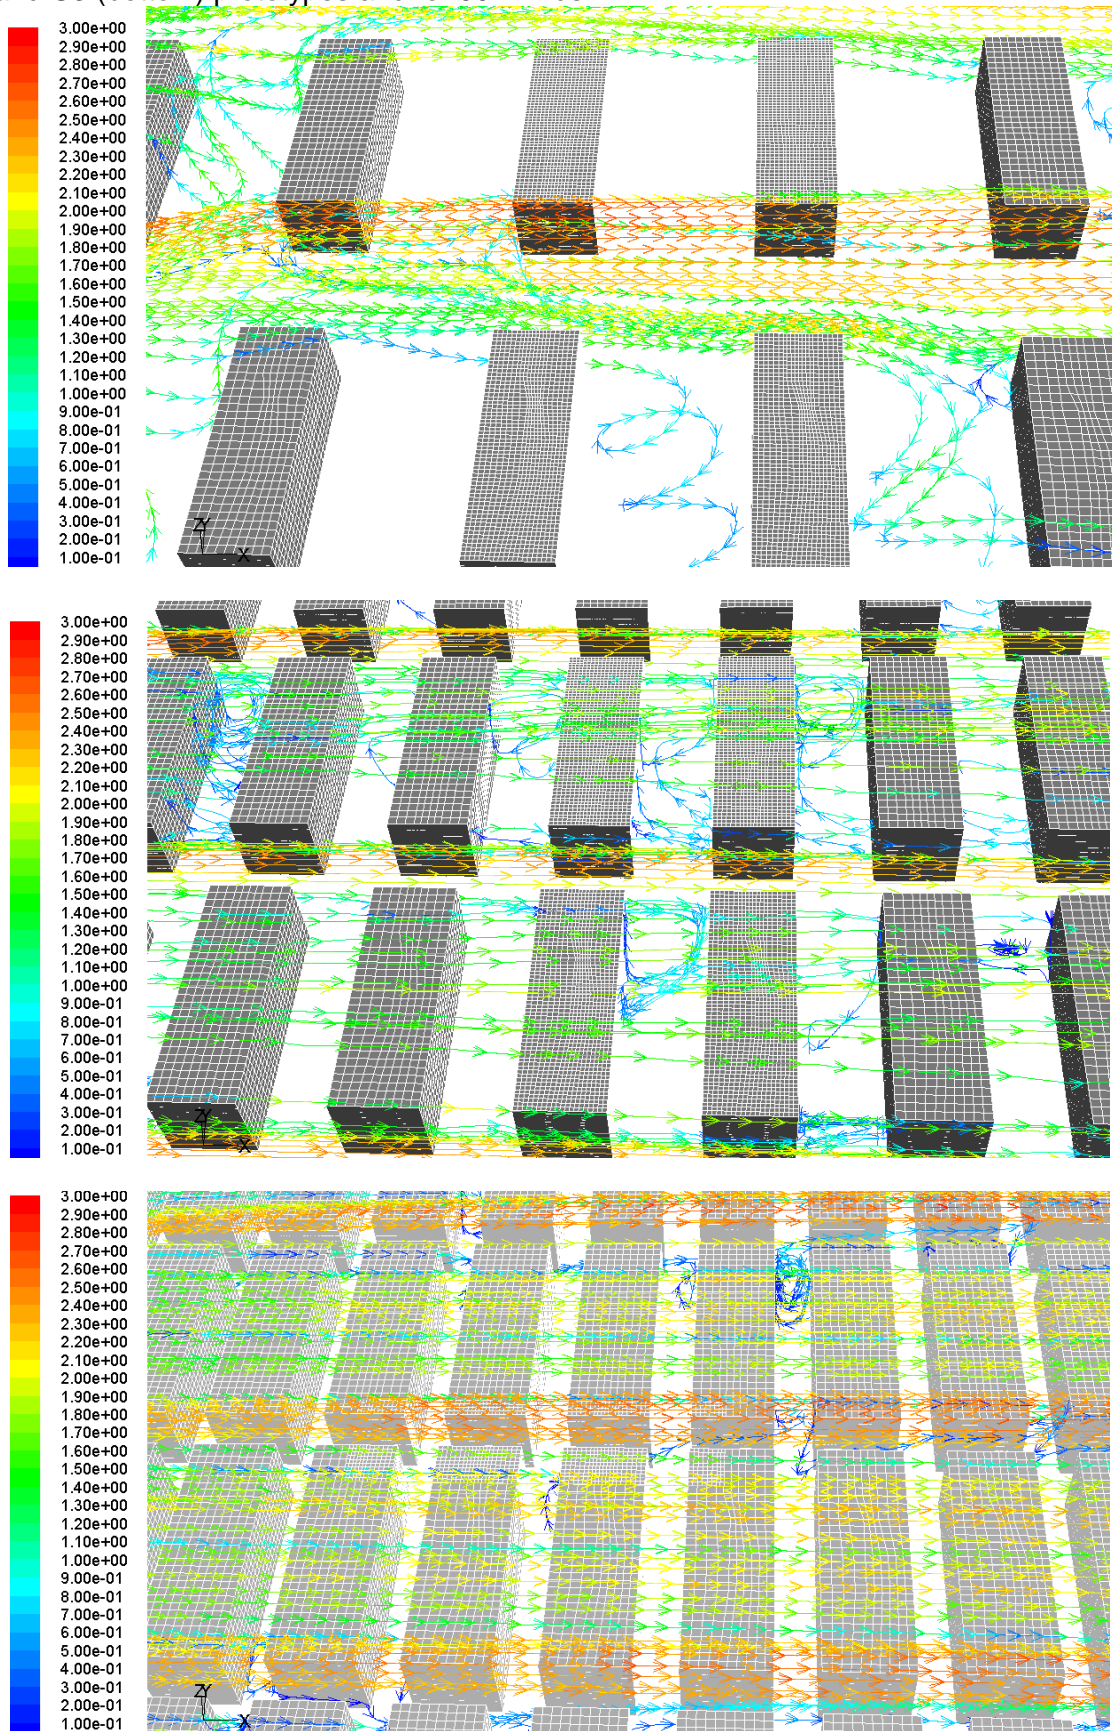 (bottom) prototypes and
3.00e+00
2.90e+00
2.80e+00
2.70e+00
2.60e+00
2.50e+00
2.40e+00
2.30e+00
2.20e+00
2.10e+00
2.00e+00
1.90e+00
1.80e+00
1.70e+00
1.60e+00
1.50e+00
1.40e+00
1.30e+00
1.20e+00
1.10e+00
1.00e+00
9.00e-01
8.00e-01
7.00e-01
6.00e-01
5.00e-01
4.00e-01
3.00e-01
2.00e-01
1.00e-01
ZY
X
3.00e+00
2.90e+00
2.80e+00
2.70e+00
2.60e+00
2.50e+00
2.40e+00
2.30e+00
2.20e+00
2.10e+00
2.00e+00
1.90e+00
1.80e+00
1.70e+00
1.60e+00
1.50e+00
1.40e+00
1.30e+00
1.20e+00
1.10e+00
1.00e+00
9.00e-01
8.00e-01
7.00e-01
6.00e-01
5.00e-01
4.00e-01
3.00e-01
2.00e-01
1.00e-01
ZY
X
3.00e+00
2.90e+00
2.80e+00
2.70e+00
2.60e+00
2.50e+00
2.40e+00
2.30e+00
2.20e+00
2.10e+00
2.00e+00
1.90e+00
1.80e+00
1.70e+00
1.60e+00
1.50e+00
1.40e+00
1.30e+00
1.20e+00
1.10e+00
1.00e+00
9.00e-01
8.00e-01
7.00e-01
6.00e-01
5.00e-01
4.00e-01
3.00e-01
2.00e-01
1.00e-01
ZY
X